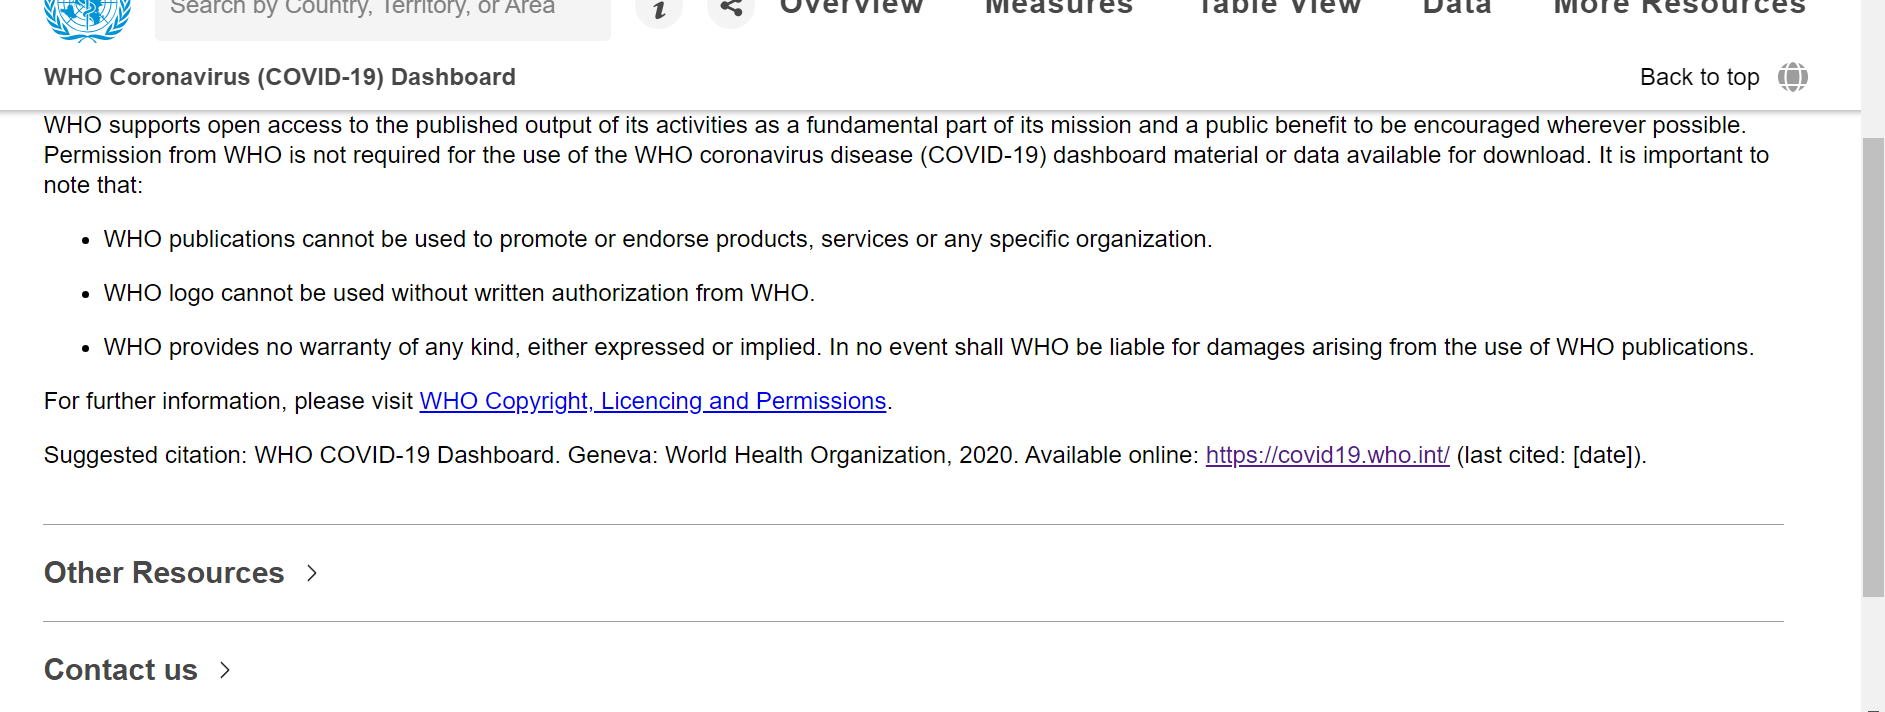 Search by Country, Territory, or Area
i
Overview
Measures
Table View
Data
More Resources
WHO Coronavirus (COVID-19) Dashboard
Back to top
WHO supports open access to the published output of its activities as a fundamental part of its mission and a public benefit to be encouraged wherever possible.
Permission from WHO is not required for the use of the WHO coronavirus disease (COVID-19) dashboard material or data available for download. It is important to
note that:
• WHO publications cannot be used to promote or endorse products, services or any specific organization.
• WHO logo cannot be used without written authorization from WHO.
• WHO provides no warranty of any kind, either expressed or implied. In no event shall WHO be liable for damages arising from the use of WHO publications.
For further information, please visit WHO Copyright, Licencing and Permissions.
Suggested citation: WHO COVID-19 Dashboard. Geneva: World Health Organization, 2020. Available online: https://covid19.who.int/ (last cited: [date]).
Other Resources
Contact us